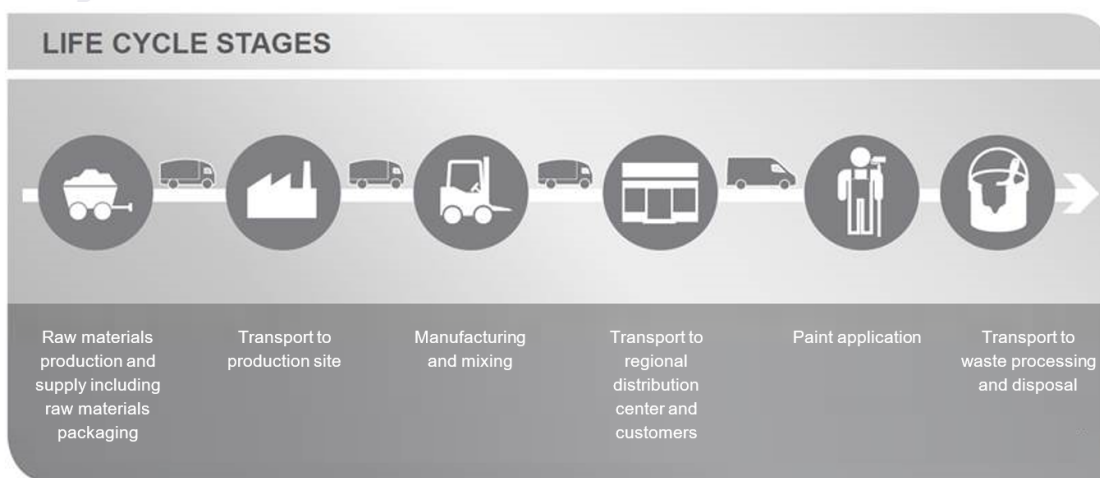 LIFE CYCLE STAGES
Raw materials
production and
supply including
raw materials
packaging
Transport to
production site
Manufacturing
and mixing
Transport to
regional
distribution
center and
customers
Paint application
Transport to
waste processing
and disposal